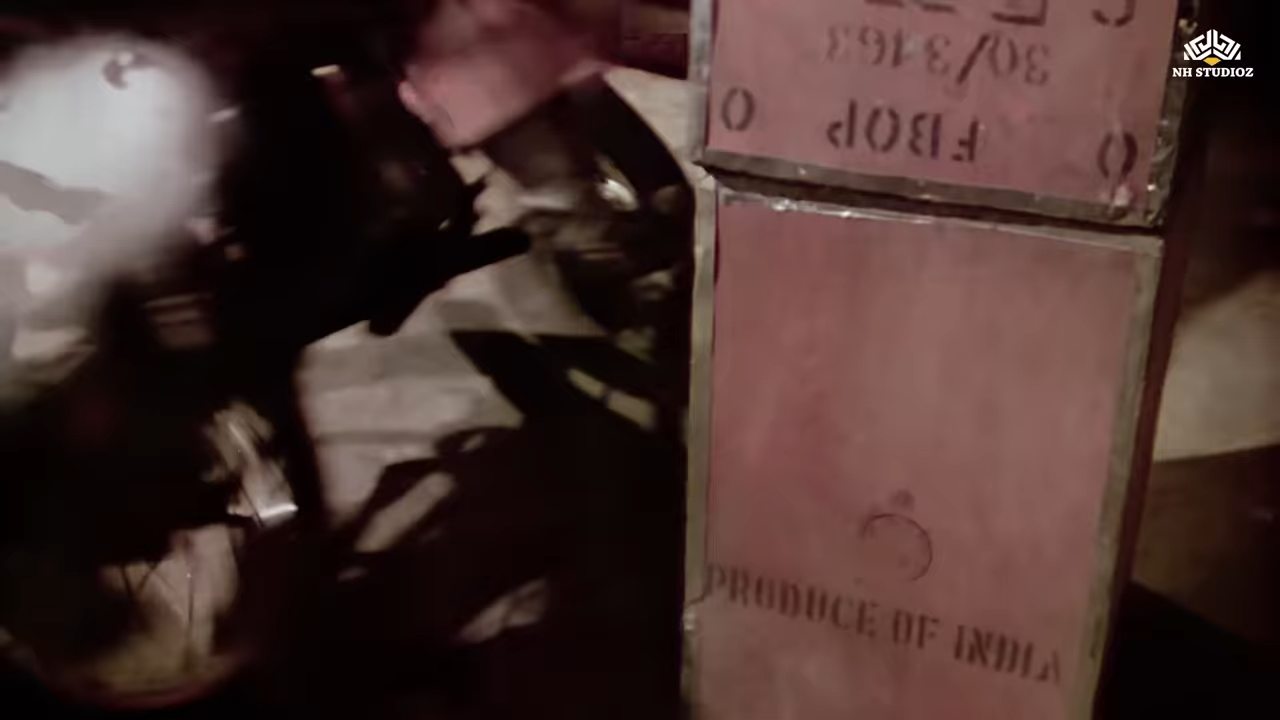 NH STUDIOZ
30/3463
FBOP
O O
PRODUCE OF INDIA